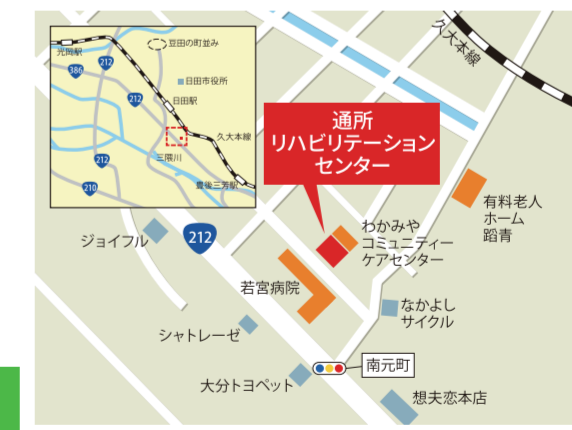 光岡駅
豆田の町並み
386
212
日田市役所
212
日田駅
久大本線
212
三隈川
210
豊後三芳駅
久大本線
通所
リハビリテーション
センター
有料老人
ホーム
蹈青
わかみや
コミュニティー
ケアセンター
ジョイフル
212
若宮病院
なかよし
サイクル
シャトレーゼ
南元町
大分トヨペット
想夫恋本店